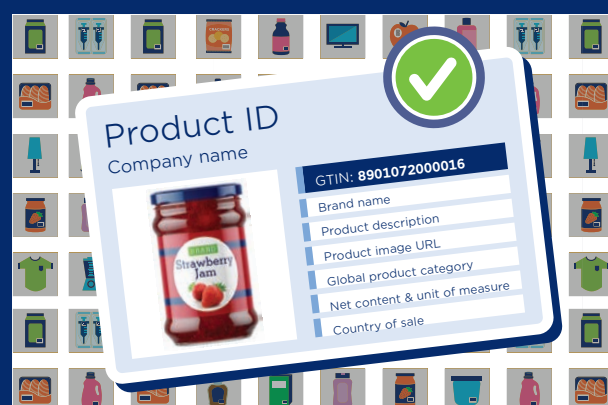 Product ID
Company name
GTIN: 8901072000016
Brand name
Product description
Product image URL
Global product category
Net content & unit of measure
Country of sale
BRAND
Strawberry
Jam